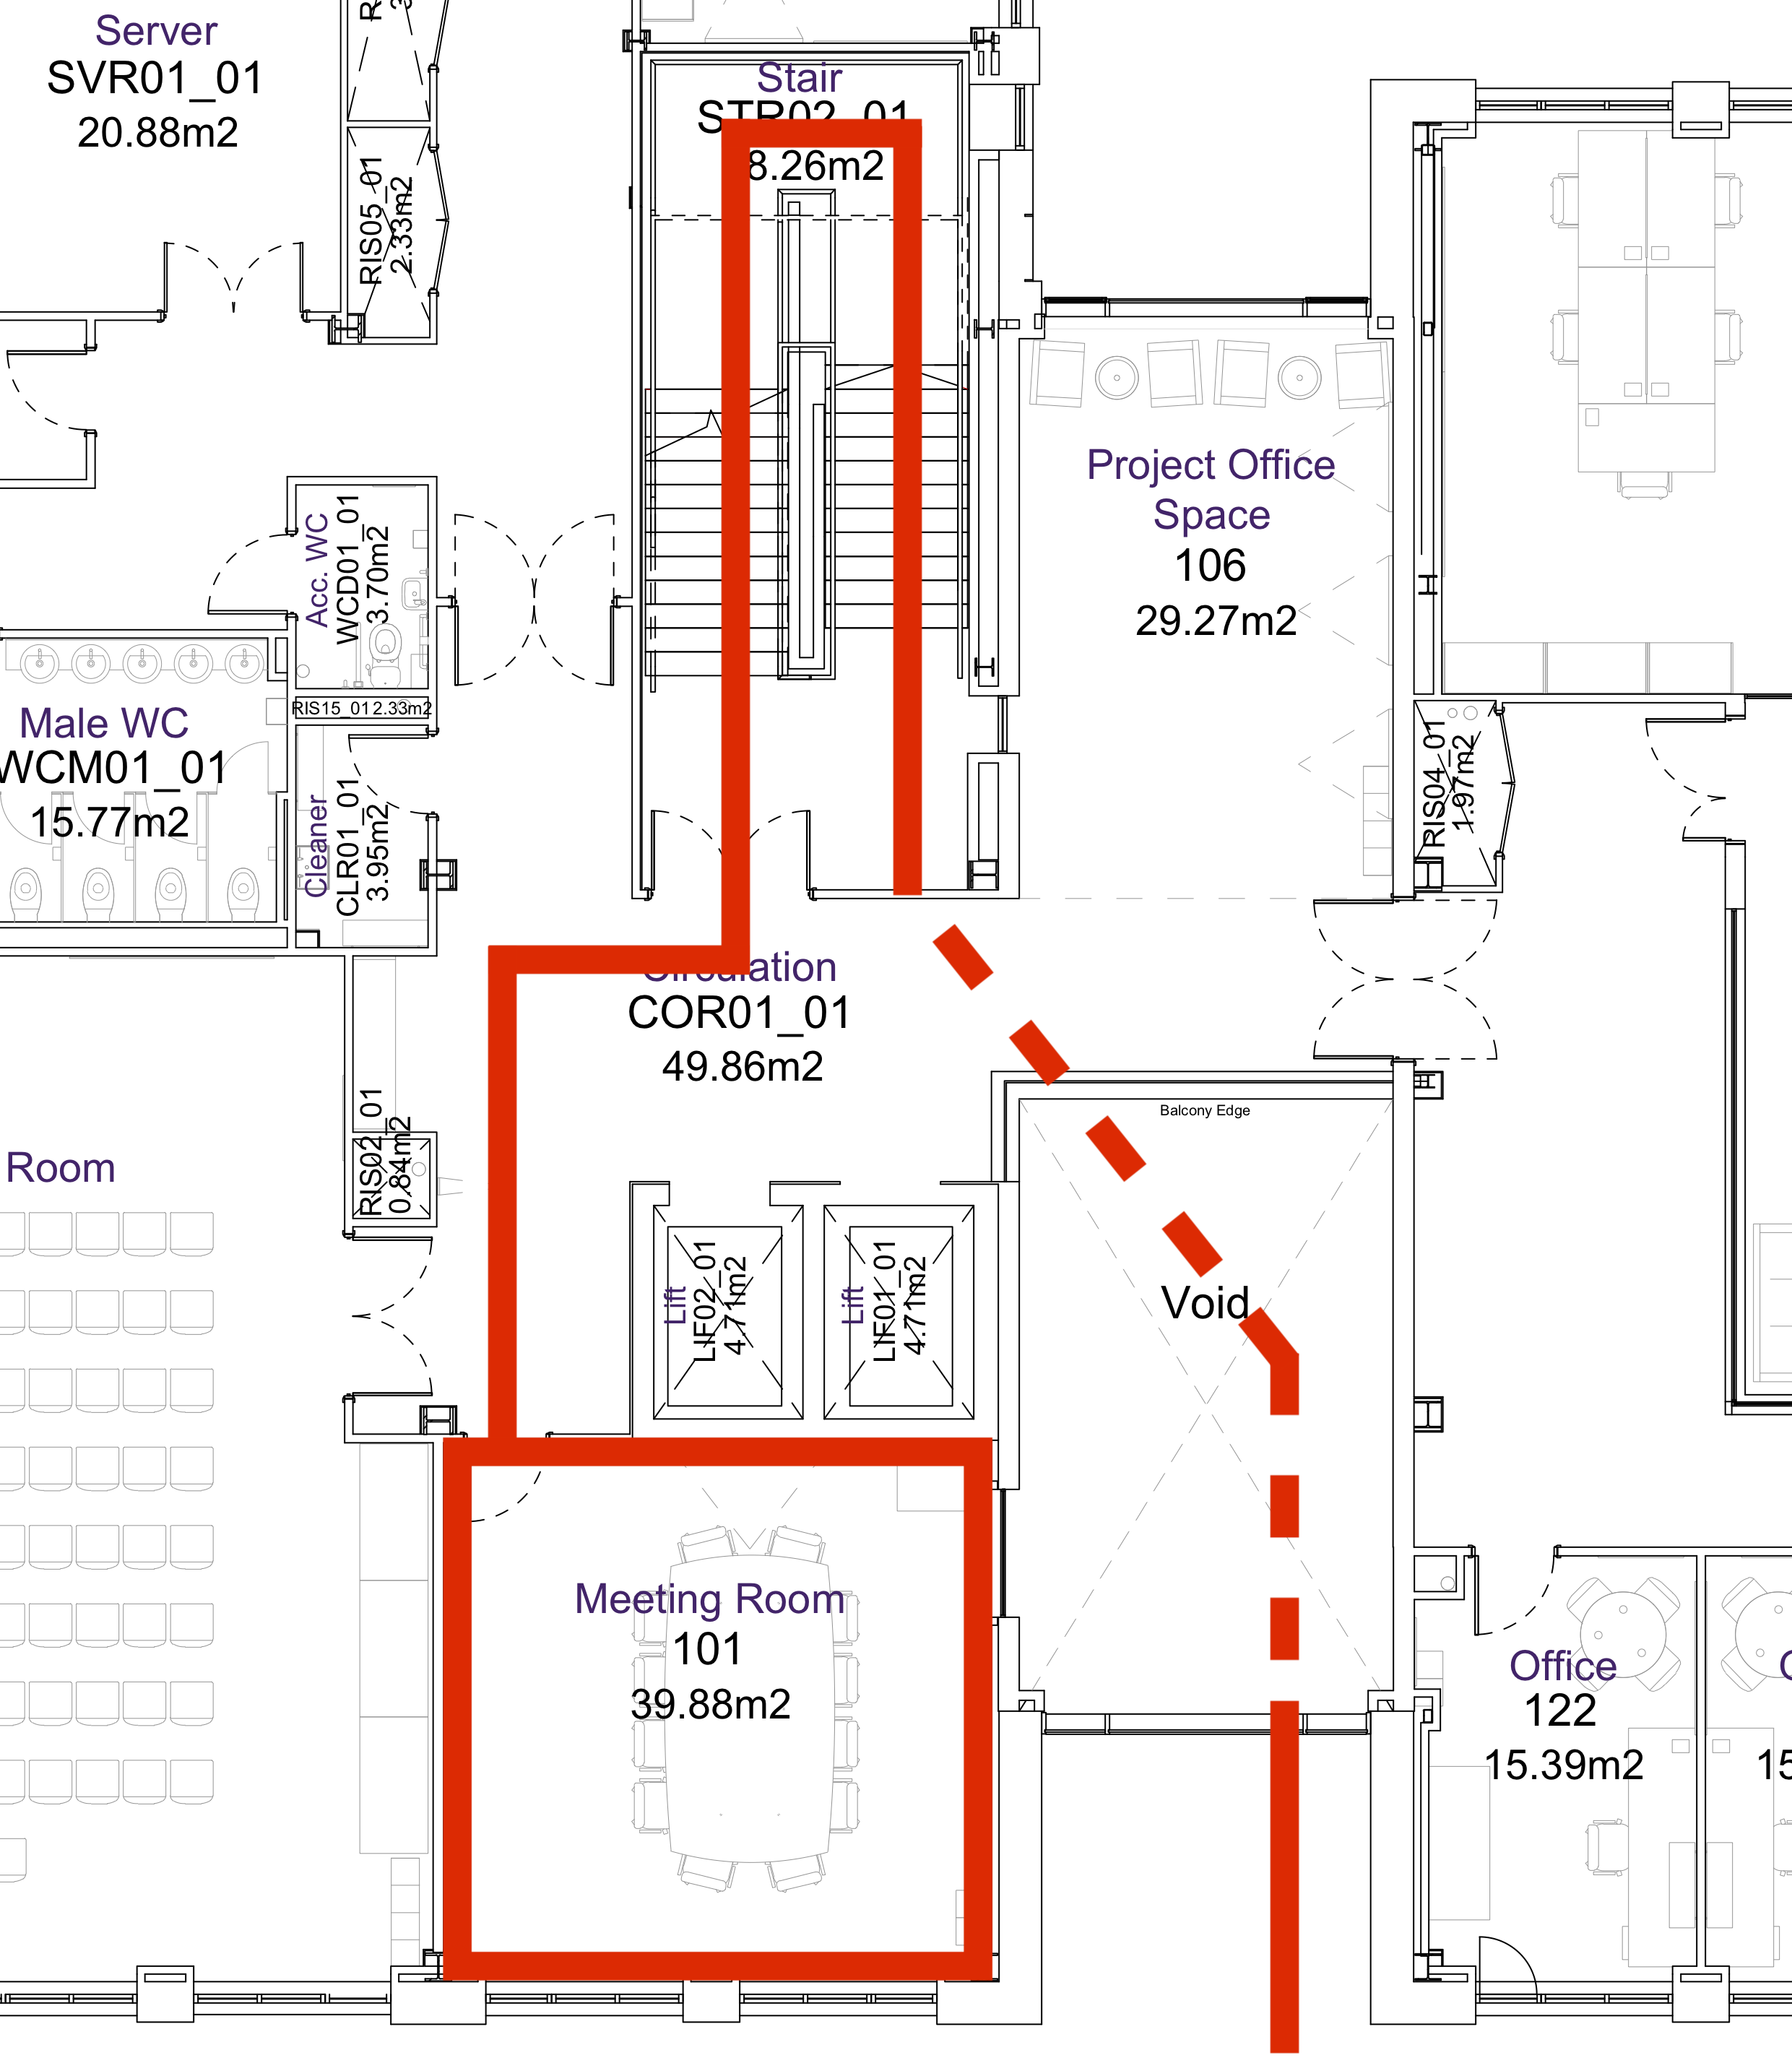 Server
SVR01_01
20.88m2
RIS05_01
2.33m2
Stair
STR02_01
8.26m2
Project Office
Space
106
29.27m2
Acc. WC
WCD01_01
3.70m2
RIS15_01 2.33m2
Male WC
WCM01_01
15.77m2
Cleaner
CLR01_01
3.95m2
RIS04_01
1.97m2
Circulation
COR01_01
49.86m2
Balcony Edge
RIS02_01
0.84m2
Room
Lift
LIF02_01
4.71m2
Lift
LIF01_01
4.71m2
Void
Meeting Room
101
39.88m2
Office
122
15.39m2
15